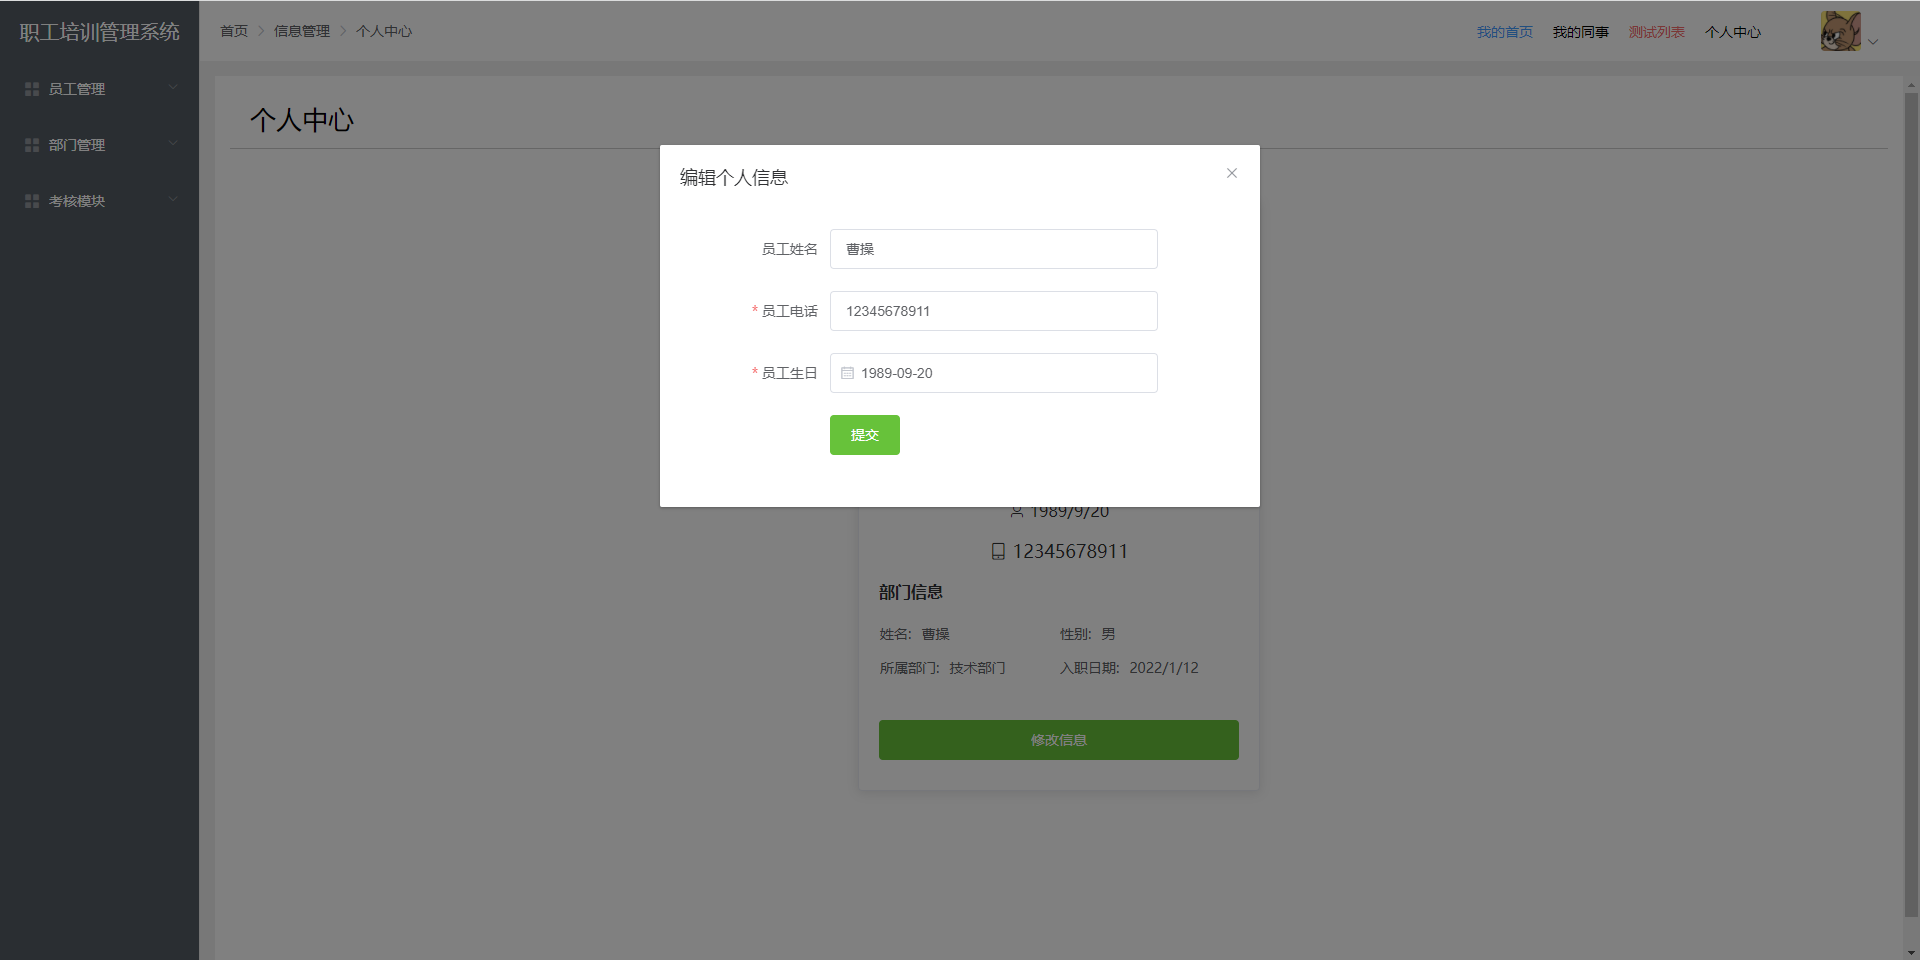 职工培训管理系统
首页 信息管理 个人中心
我的首页 我的同事 测试列表 个人中心
员工管理
部门管理
考核模块
个人中心
编辑个人信息
员工姓名 曹操
* 员工电话 12345678911
* 员工生日 1989-09-20
提交
1989/9/20
12345678911
部门信息
姓名: 曹操 性别: 男
所属部门: 技术部门 入职日期: 2022/1/12
修改信息